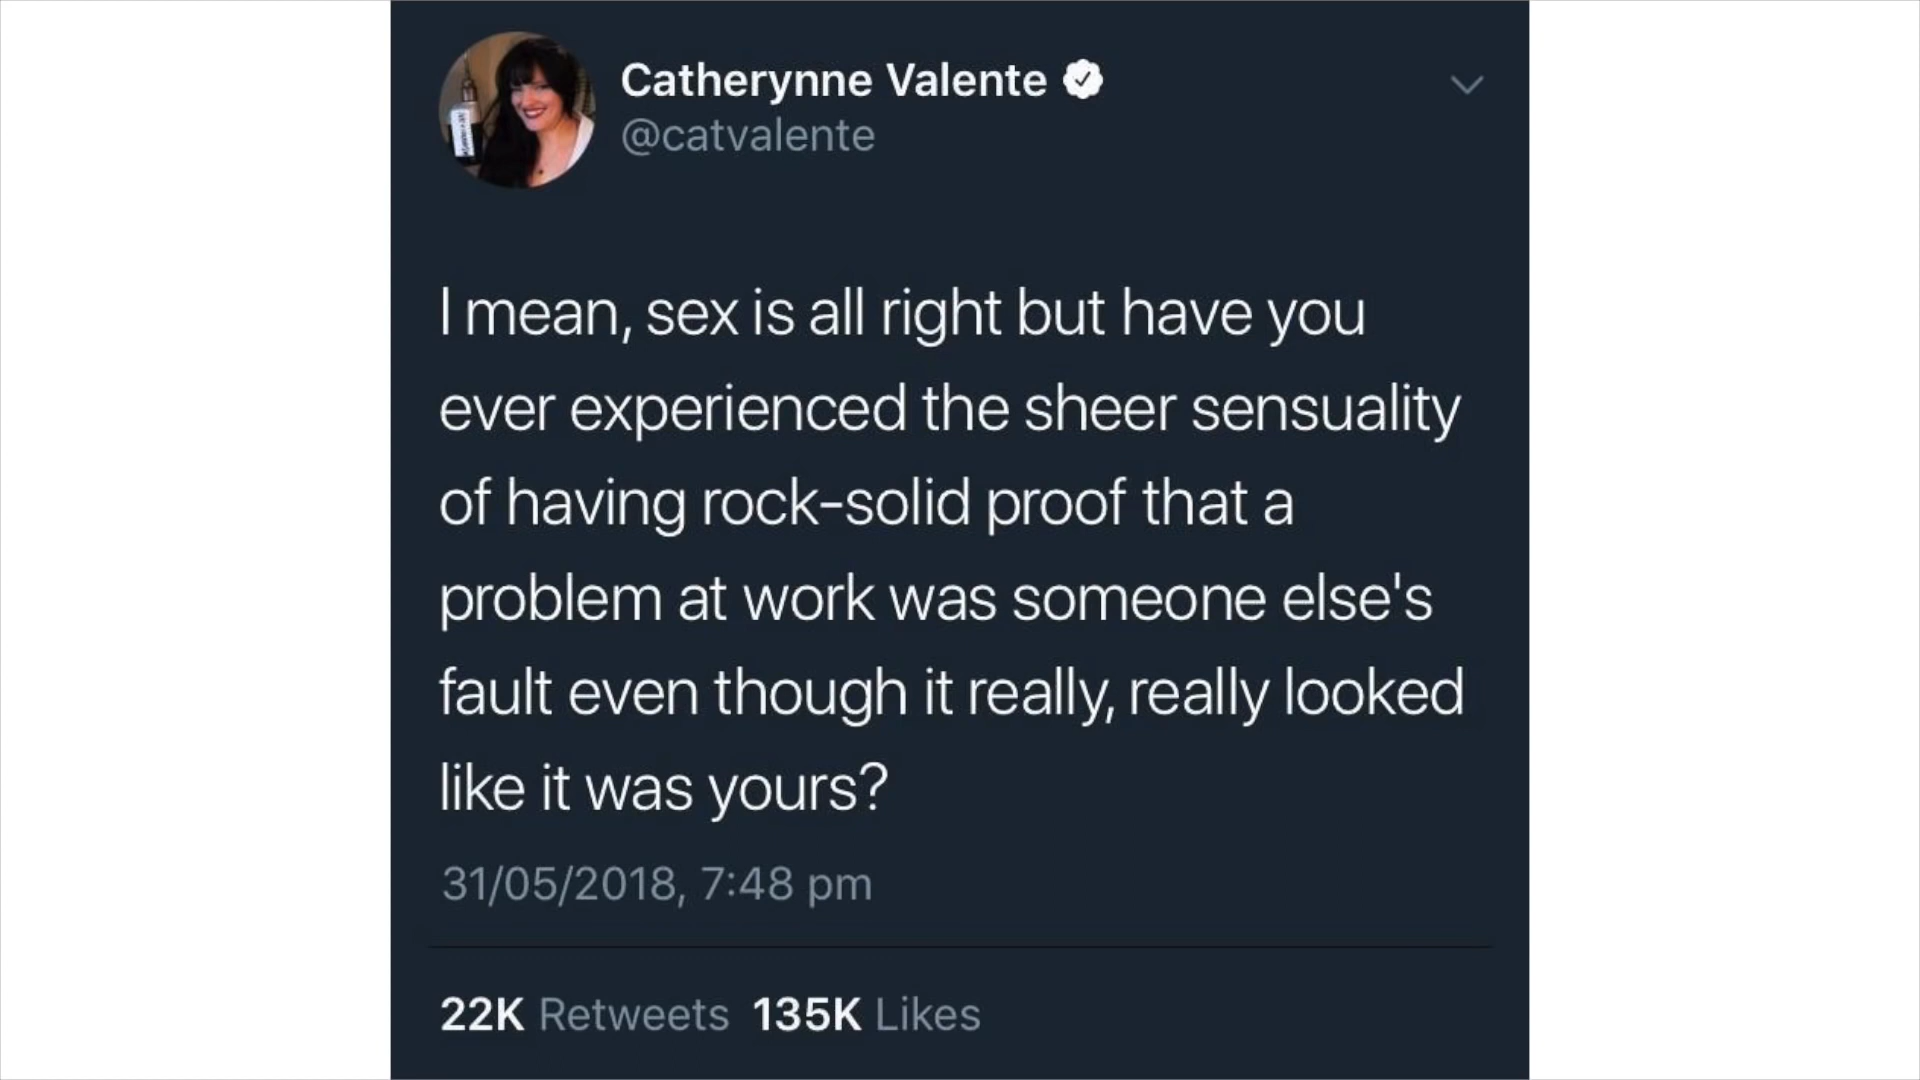 Catherynne Valente
@catvalente
I mean, sex is all right but have you
ever experienced the sheer sensuality
of having rock-solid proof that a
problem at work was someone else's
fault even though it really, really looked
like it was yours?
31/05/2018, 7:48 pm
22K Retweets 135K Likes